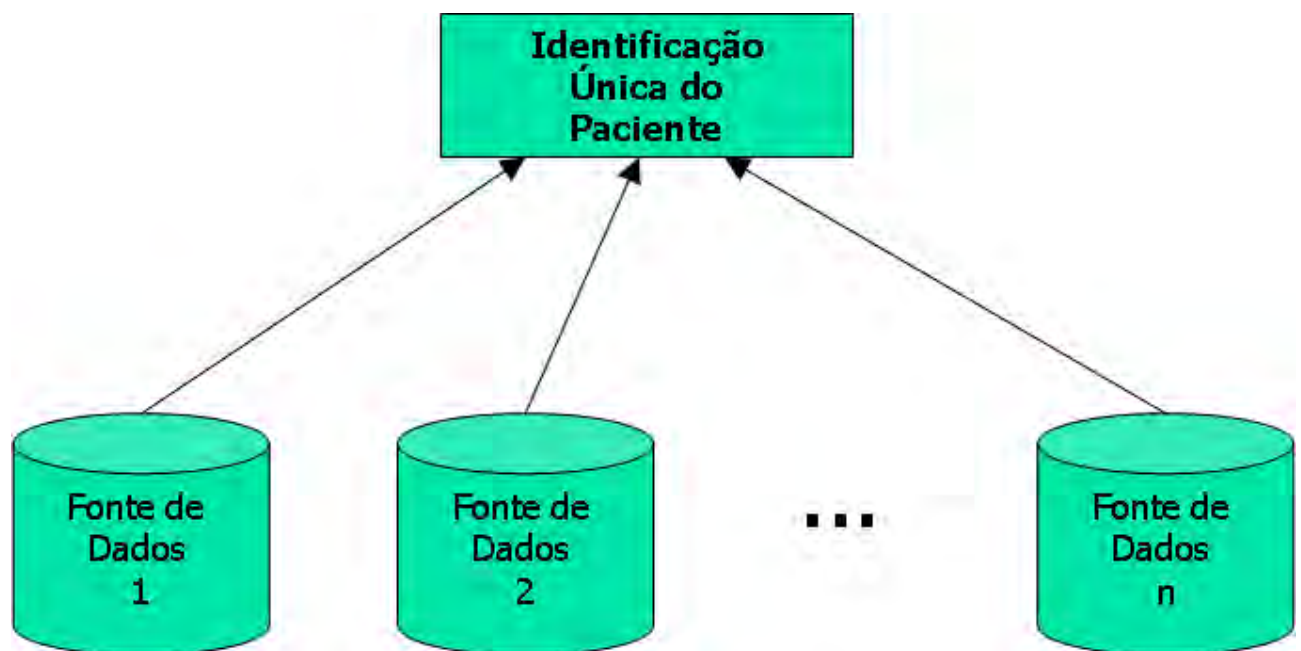 Identificação
Única do
Paciente
Fonte de
Dados
1
Fonte de
Dados
2
...
Fonte de
Dados
n